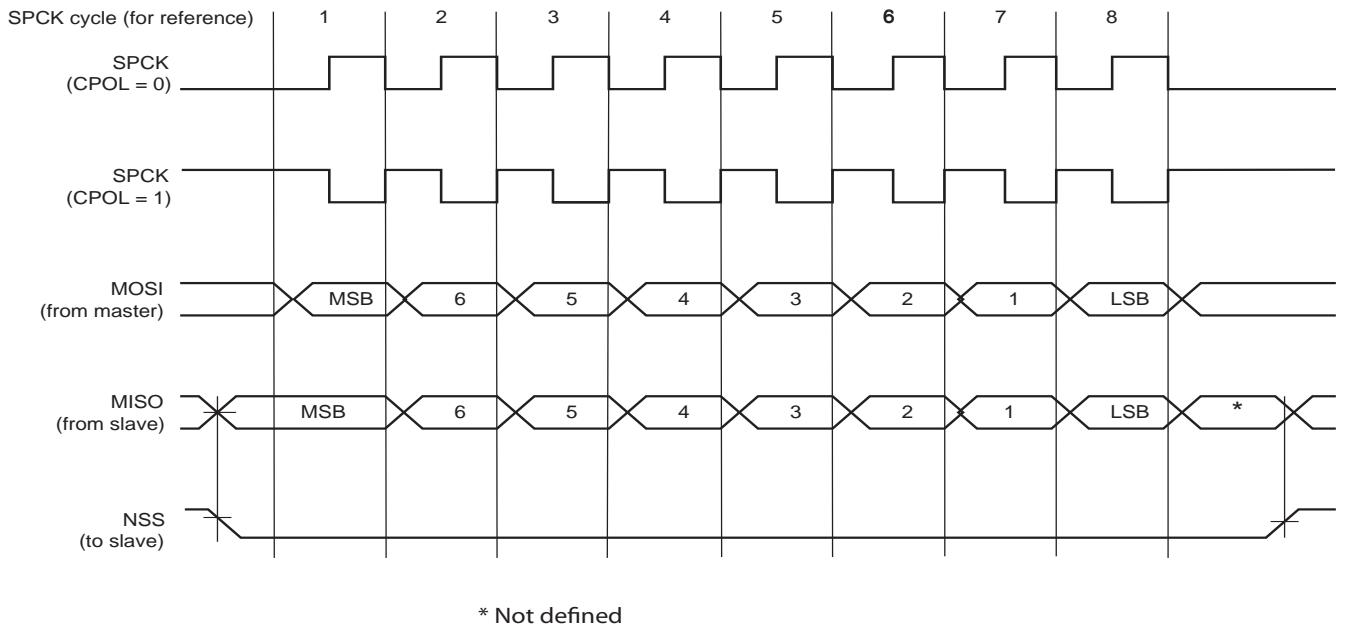 SPCK cycle (for reference) 1 2 3 4 5 6 7 8
SPCK
(CPOL = 0)
SPCK
(CPOL = 1)
MOSI
(from master)
MSB 6 5 4 3 2 1 LSB
MISO
(from slave)
MSB 6 5 4 3 2 1 LSB *
NSS
(to slave)
* Not defined